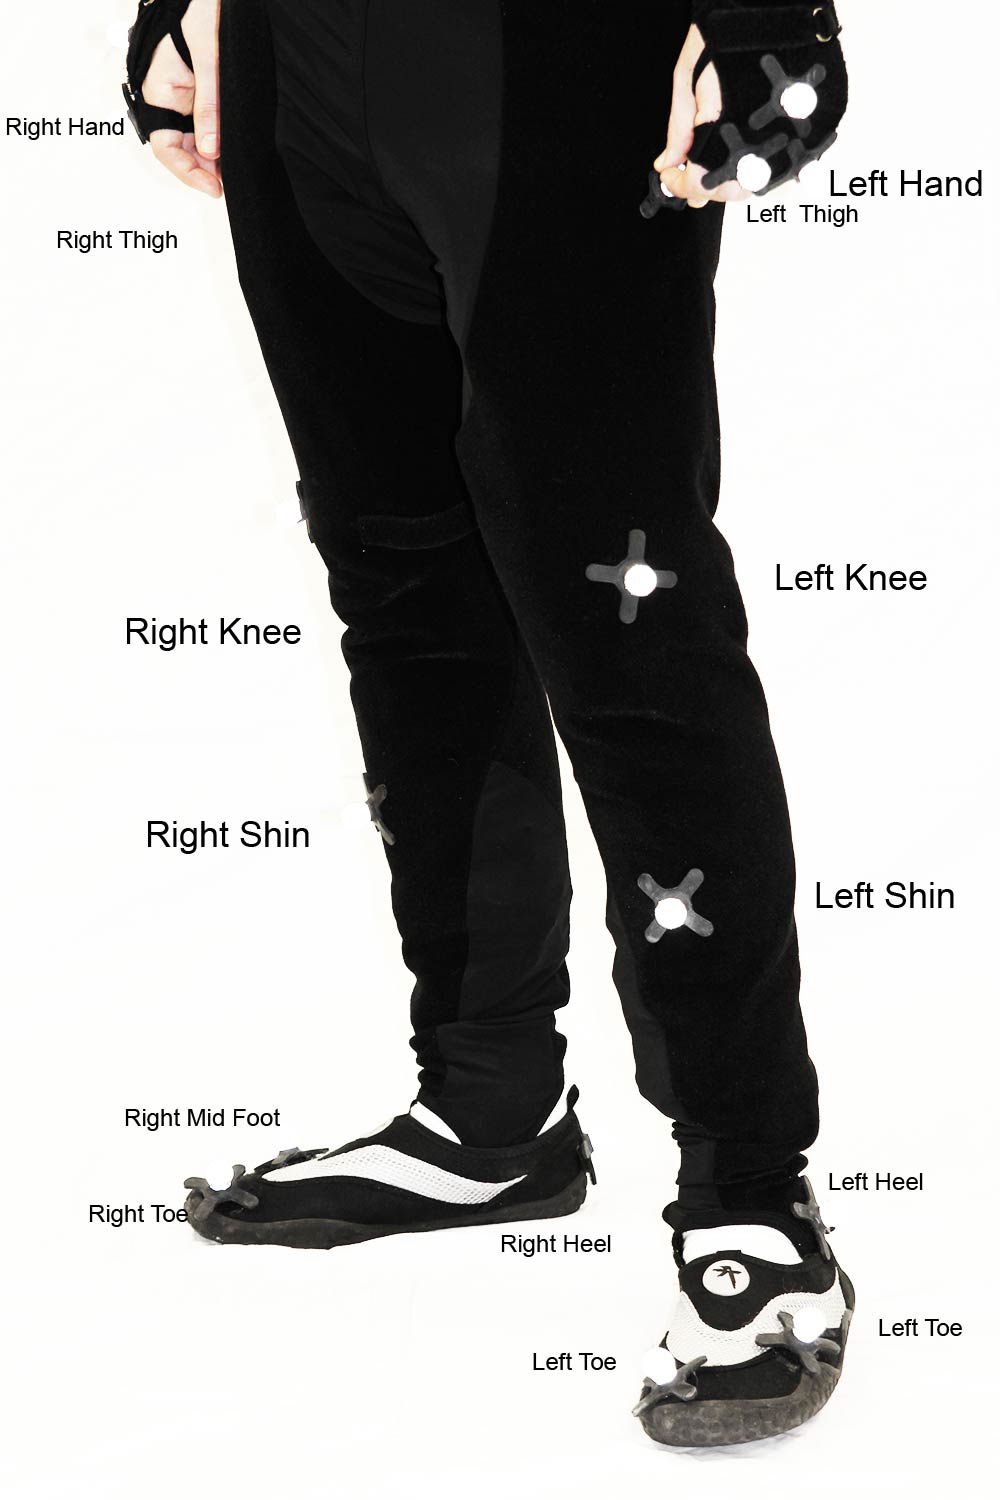 Right Hand
Left Hand
Left  Thigh
Right Thigh
Left Knee
Right Knee
Right Shin
Left Shin
Right Mid Foot
Left Heel
Right Toe
Right Heel
Left Toe
Left Toe